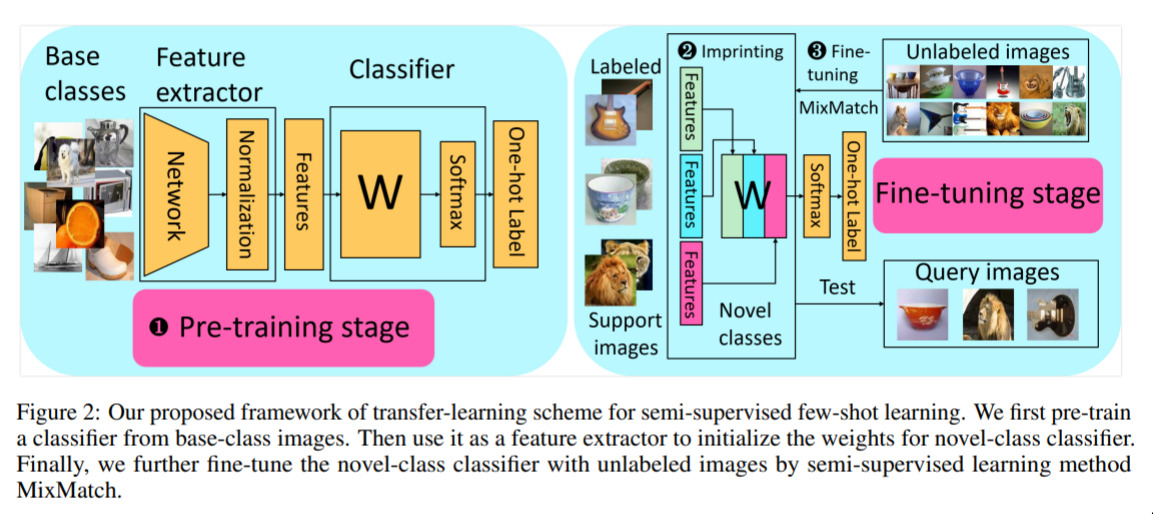 Base
classes
Feature
extractor
Classifier
Network
Normalization
Features
W
Softmax
One-hot Label
❶ Pre-training stage
Labeled
Support
images
❷ Imprinting
Features
Features
Features
W
Novel
classes
❸ Fine-
tuning
MixMatch
Softmax
One-hot Label
Unlabeled images
Fine-tuning stage
Test
Query images
Figure 2: Our proposed framework of transfer-learning scheme for semi-supervised few-shot learning. We first pre-train
a classifier from base-class images. Then use it as a feature extractor to initialize the weights for novel-class classifier.
Finally, we further fine-tune the novel-class classifier with unlabeled images by semi-supervised learning method
MixMatch.